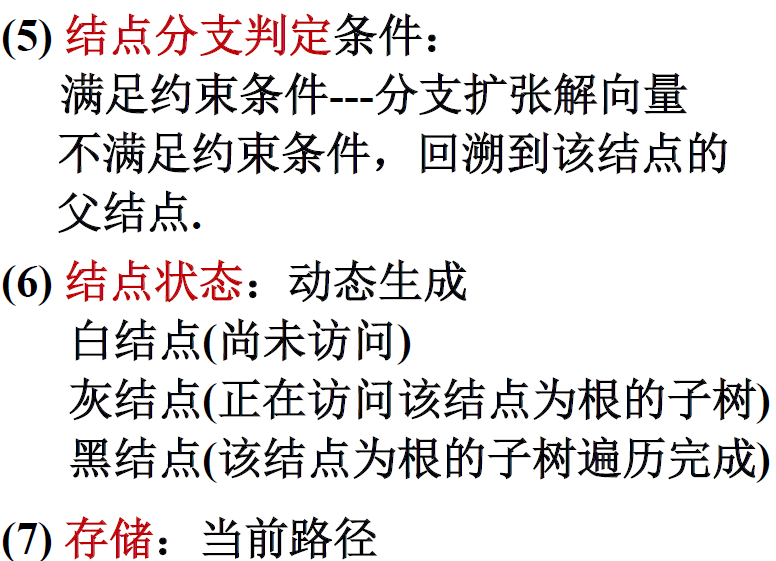 (5) 结点分支判定条件：
满足约束条件---分支扩张解向量
不满足约束条件，回溯到该结点的
父结点.
(6) 结点状态：动态生成
白结点(尚未访问)
灰结点(正在访问该结点为根的子树)
黑结点(该结点为根的子树遍历完成)
(7) 存储：当前路径